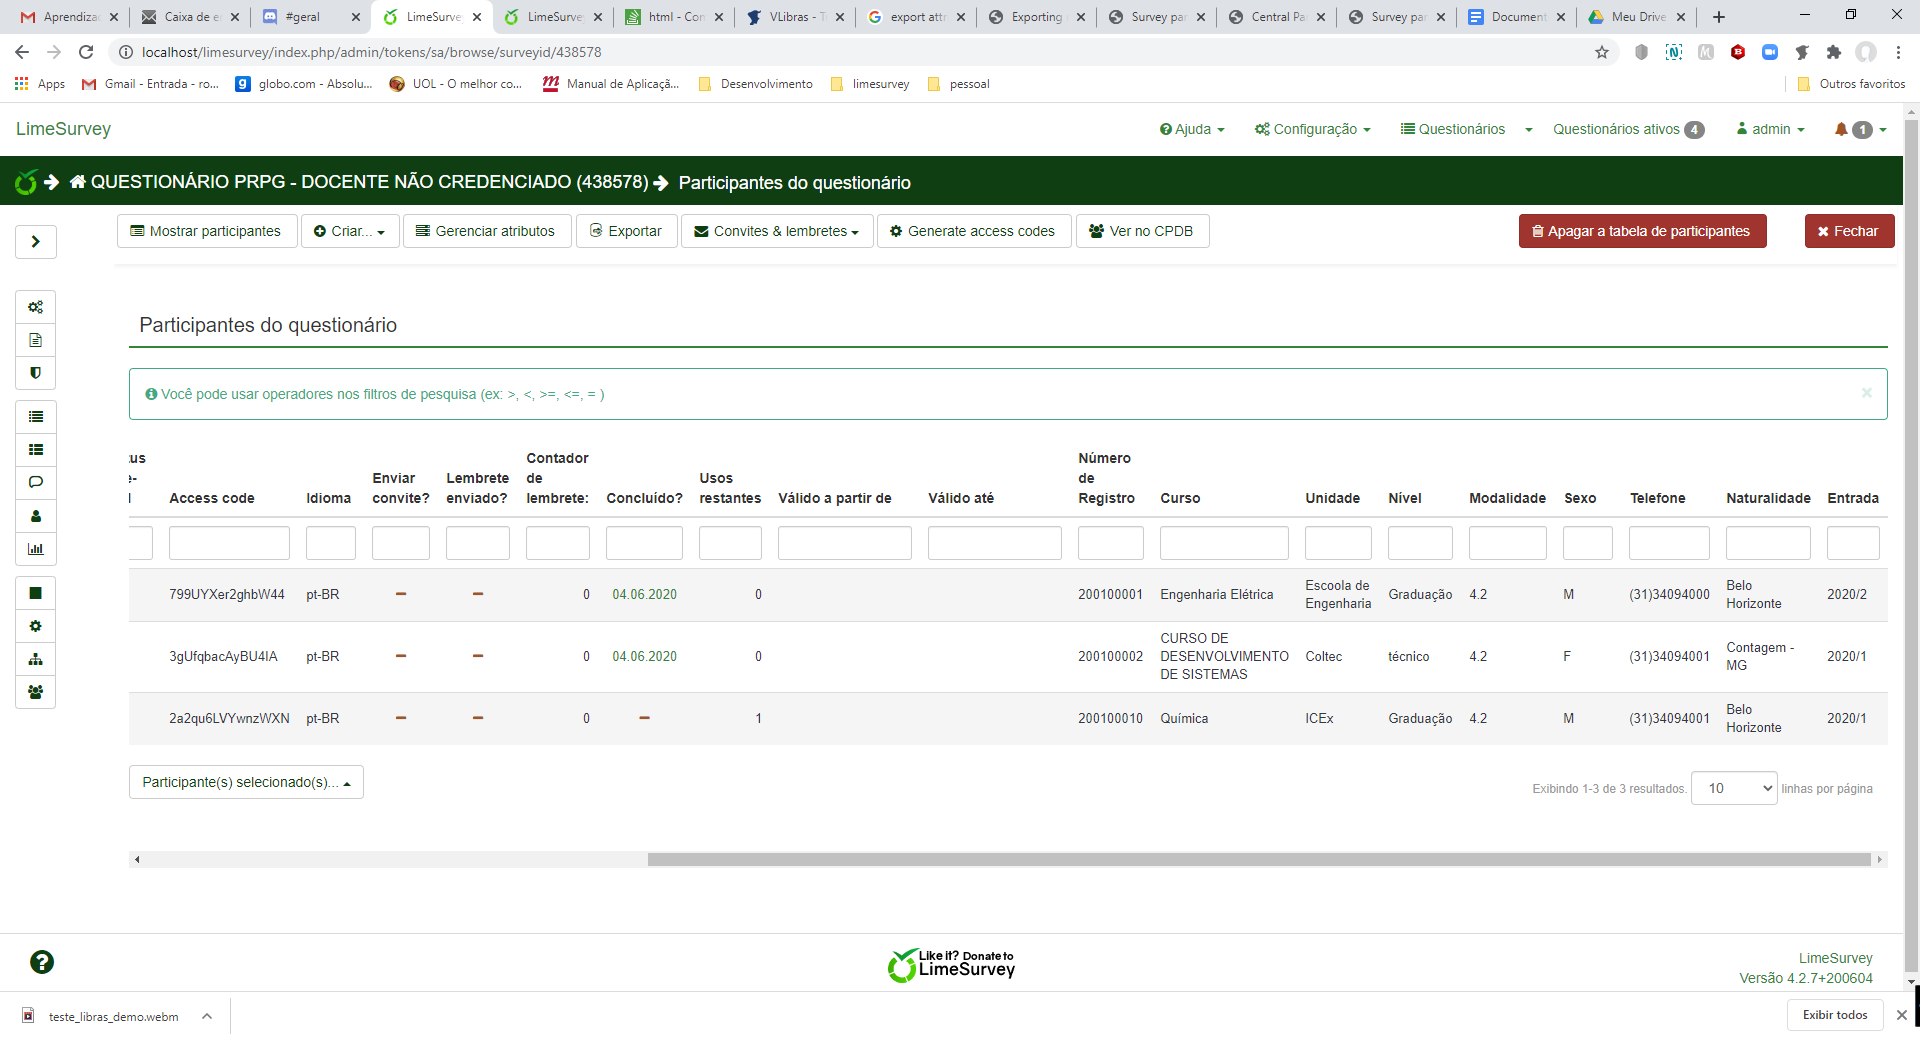 Aprendiza
Caixa de e
#geral
LimeSurve
LimeSurve
html - Con
VLibras - T
export attr
Exporting
Survey par
Central Pa
Survey par
Document
Meu Drive
localhost/limesurvey/index.php/admin/tokens/sa/browse/surveyid/438578
Apps
Gmail - Entrada - ro...
globo.com - Absolu...
UOL - O melhor co...
Manual de Aplicaçã...
Desenvolvimento
limesurvey
pessoal
Outros favoritos
LimeSurvey
Ajuda
Configuração
Questionários
Questionários ativos 4
admin
1
QUESTIONÁRIO PRPG - DOCENTE NÃO CREDENCIADO (438578)
Participantes do questionário
Mostrar participantes
Criar...
Gerenciar atributos
Exportar
Convites & lembretes
Generate access codes
Ver no CPDB
Apagar a tabela de participantes
Fechar
Participantes do questionário
Você pode usar operadores nos filtros de pesquisa (ex: >, <, >=, <=, = )
Access code
Idioma
Enviar convite?
Lembrete enviado?
Contador de lembrete:
Concluído?
Usos restantes
Válido a partir de
Válido até
Número de Registro
Curso
Unidade
Nível
Modalidade
Sexo
Telefone
Naturalidade
Entrada
799UYXer2ghbW44 pt-BR 0 04.06.2020 0 200100001 Engenharia Elétrica Escoola de Engenharia Graduação 4.2 M (31)34094000 Belo Horizonte 2020/2
3gUfqbacAyBU4IA pt-BR 0 04.06.2020 0 200100002 CURSO DE DESENVOLVIMENTO DE SISTEMAS Coltec técnico 4.2 F (31)34094001 Contagem - MG 2020/1
2a2qu6LVYwnzWXN pt-BR 0 1 200100010 Química ICEx Graduação 4.2 M (31)34094001 Belo Horizonte 2020/1
Participante(s) selecionado(s)...
Exibindo 1-3 de 3 resultados. 10 linhas por página
Like it? Donate to
LimeSurvey
LimeSurvey
Versão 4.2.7+200604
teste_libras_demo.webm
Exibir todos